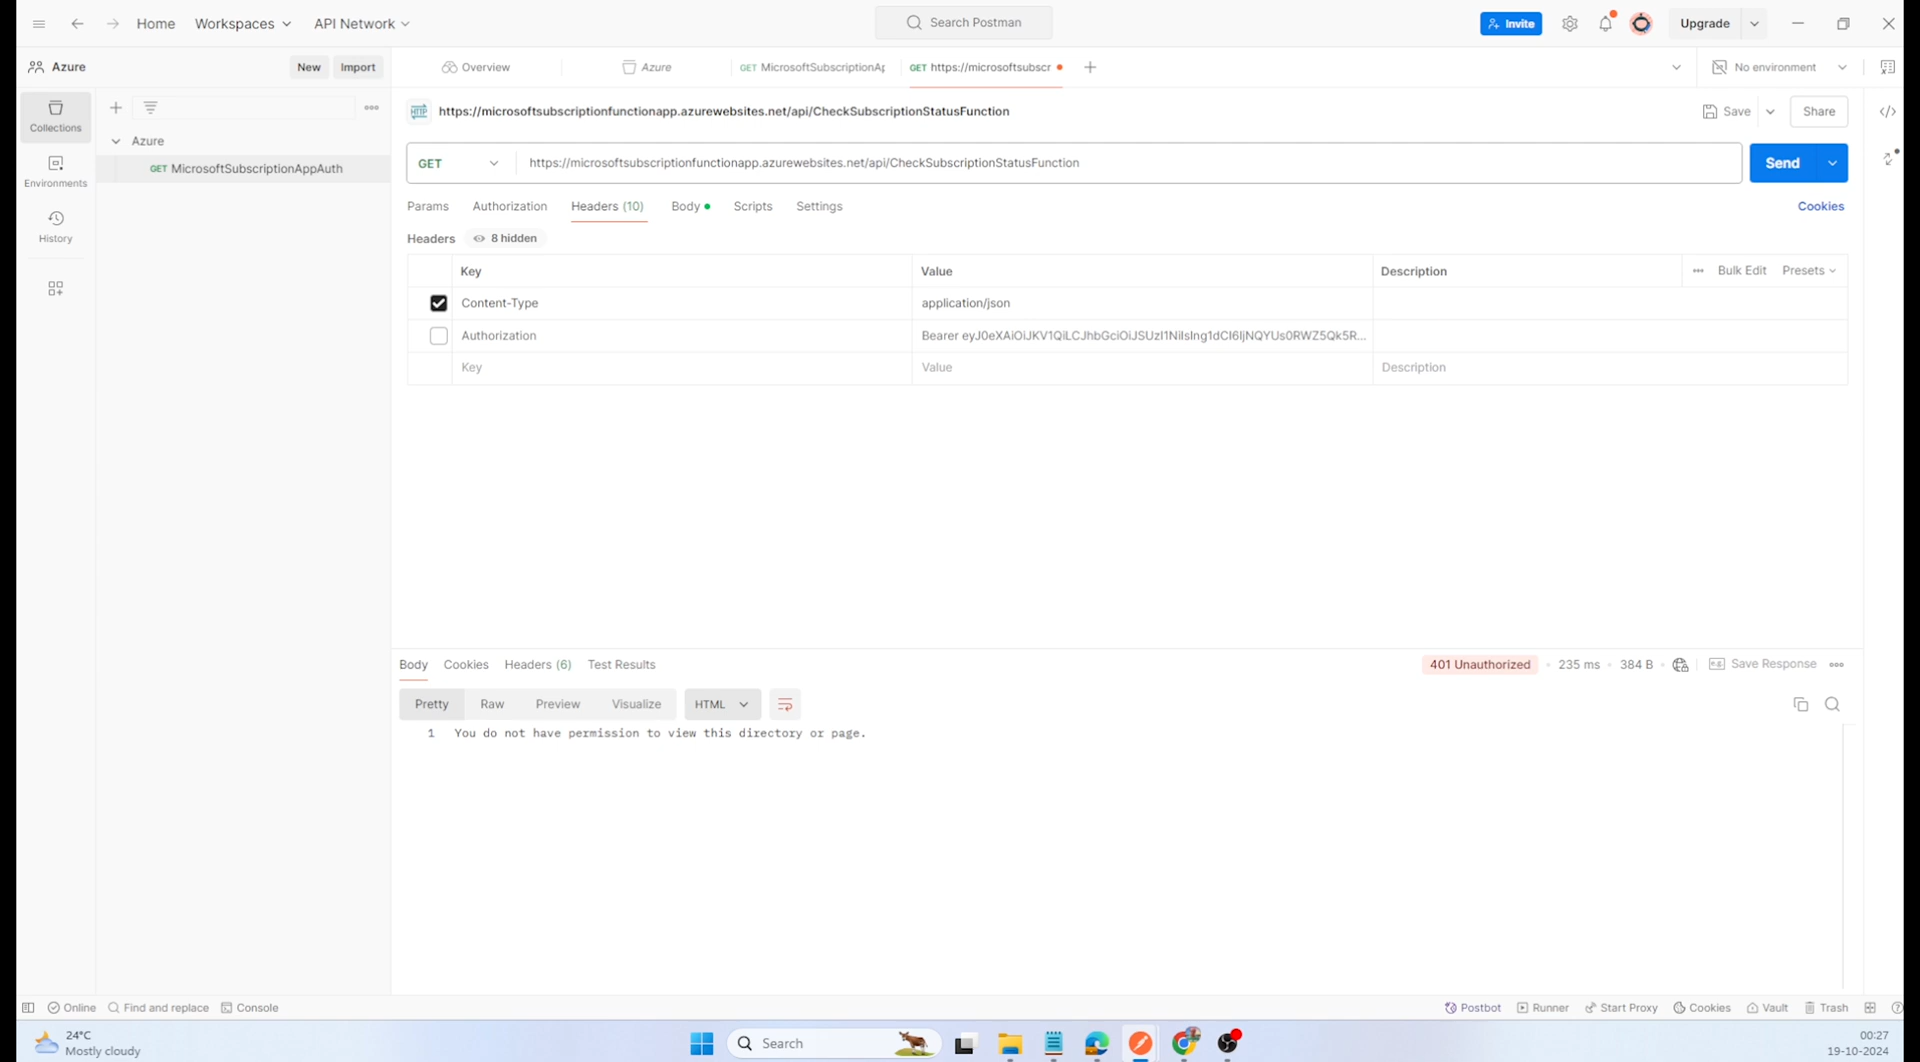 Home Workspaces API Network
Search Postman
Invite Upgrade
Azure New Import
Overview Azure GET MicrosoftSubscriptionAp GET https://microsoftsubscr No environment
Collections
Environments
History
Azure
GET MicrosoftSubscriptionAppAuth
HTTP https://microsoftsubscriptionfunctionapp.azurewebsites.net/api/CheckSubscriptionStatusFunction Save Share
GET https://microsoftsubscriptionfunctionapp.azurewebsites.net/api/CheckSubscriptionStatusFunction Send
Params Authorization Headers (10) Body Scripts Settings Cookies
Headers 8 hidden
Key Value Description Bulk Edit Presets
Content-Type application/json
Authorization Bearer eyJ0eXAiOiJKV1QiLCJhbGciOiJSUzI1NiIsIng1dCI6IjNQYUs0RWZ5Qk5R...
Key Value Description
Body Cookies Headers (6) Test Results 401 Unauthorized 235 ms 384 B Save Response
Pretty Raw Preview Visualize HTML
1 You do not have permission to view this directory or page.
Online Find and replace Console Postbot Runner Start Proxy Cookies Vault Trash
24°C
Mostly cloudy
Search
00:27
19-10-2024